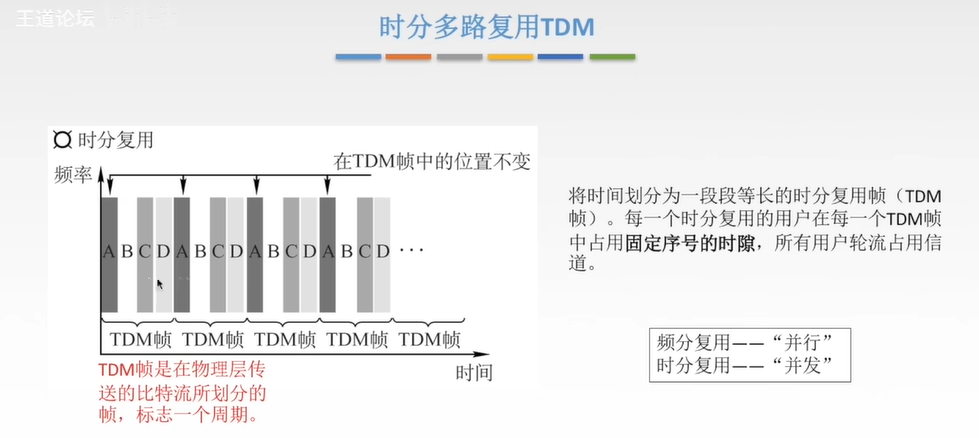 王道论坛
时分多路复用TDM
时分复用
在TDM帧中的位置不变
频率
A B C D A B C D A B C D A B C D ···
TDM帧 TDM帧 TDM帧 TDM帧 TDM帧
时间
TDM帧是在物理层传
送的比特流所划分的
帧，标志一个周期。
将时间划分为一段段等长的时分复用帧（TDM
帧）。每一个时分复用的用户在每一个TDM帧
中占用固定序号的时隙，所有用户轮流占用信
道。
频分复用——“并行”
时分复用——“并发”